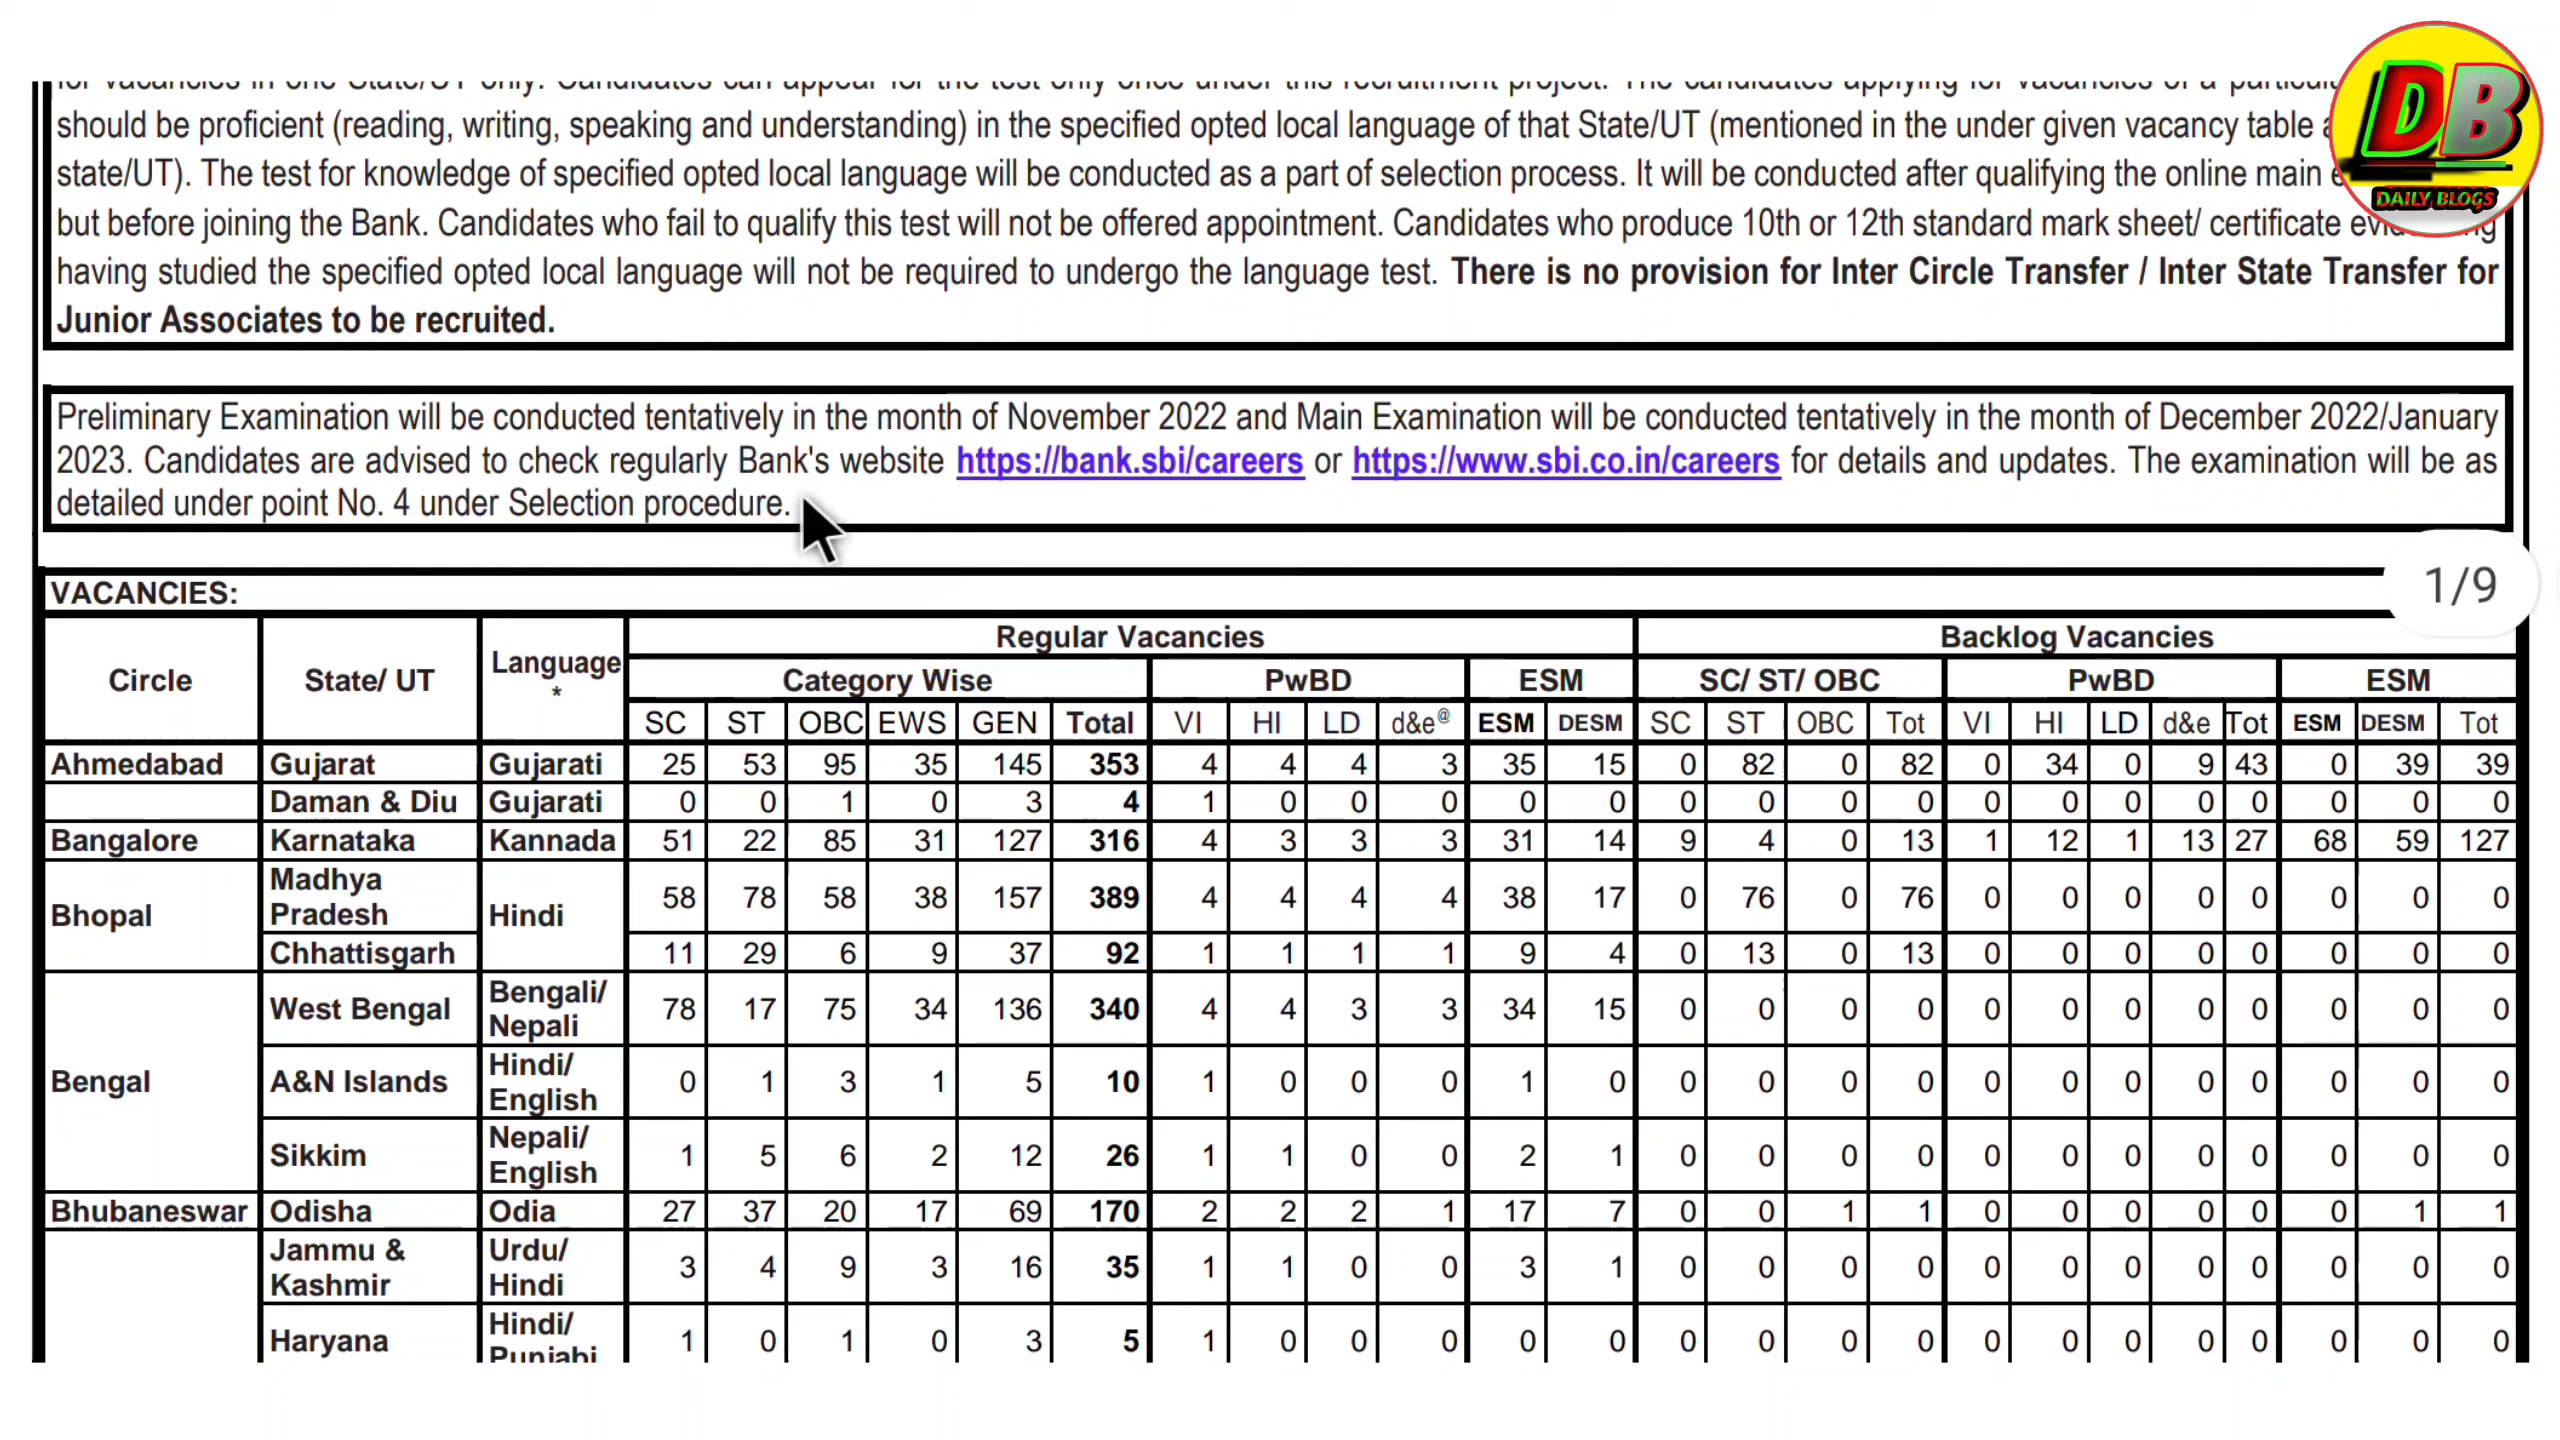 for vacancies in one State/UT only. Candidates can appear for the test only once under this recruitment project. The candidates applying for vacancies of a particular
should be proficient (reading, writing, speaking and understanding) in the specified opted local language of that State/UT (mentioned in the under given vacancy table
state/UT). The test for knowledge of specified opted local language will be conducted as a part of selection process. It will be conducted after qualifying the online main
but before joining the Bank. Candidates who fail to qualify this test will not be offered appointment. Candidates who produce 10th or 12th standard mark sheet/ certificate
having studied the specified opted local language will not be required to undergo the language test. There is no provision for Inter Circle Transfer / Inter State Transfer for
Junior Associates to be recruited.
DB
DAILY BLOGS
Preliminary Examination will be conducted tentatively in the month of November 2022 and Main Examination will be conducted tentatively in the month of December 2022/January
2023. Candidates are advised to check regularly Bank's website https://bank.sbi/careers or https://www.sbi.co.in/careers for details and updates. The examination will be as
detailed under point No. 4 under Selection procedure.
1/9
VACANCIES:
Circle State/ UT Language * Regular Vacancies Backlog Vacancies
Category Wise PwBD ESM SC/ ST/ OBC PwBD ESM
SC ST OBC EWS GEN Total VI HI LD d&e@ ESM DESM SC ST OBC Tot VI HI LD d&e Tot ESM DESM Tot
Ahmedabad Gujarat Gujarati 25 53 95 35 145 353 4 4 4 3 35 15 0 82 0 82 0 34 0 9 43 0 39 39
Daman & Diu Gujarati 0 0 1 0 3 4 1 0 0 0 0 0 0 0 0 0 0 0 0 0 0 0 0 0
Bangalore Karnataka Kannada 51 22 85 31 127 316 4 3 3 3 31 14 9 4 0 13 1 12 1 13 27 68 59 127
Bhopal Madhya Pradesh Hindi 58 78 58 38 157 389 4 4 4 4 38 17 0 76 0 76 0 0 0 0 0 0 0 0
Chhattisgarh 11 29 6 9 37 92 1 1 1 1 9 4 0 13 0 13 0 0 0 0 0 0 0 0
Bengal West Bengal Bengali/ Nepali 78 17 75 34 136 340 4 4 3 3 34 15 0 0 0 0 0 0 0 0 0 0 0 0
A&N Islands Hindi/ English 0 1 3 1 5 10 1 0 0 0 1 0 0 0 0 0 0 0 0 0 0 0 0 0
Sikkim Nepali/ English 1 5 6 2 12 26 1 1 0 0 2 1 0 0 0 0 0 0 0 0 0 0 0 0
Bhubaneswar Odisha Odia 27 37 20 17 69 170 2 2 2 1 17 7 0 0 1 1 0 0 0 0 0 0 1 1
Jammu & Kashmir Urdu/ Hindi 3 4 9 3 16 35 1 1 0 0 3 1 0 0 0 0 0 0 0 0 0 0 0 0
Haryana Hindi/ Punjabi 1 0 1 0 3 5 1 0 0 0 0 0 0 0 0 0 0 0 0 0 0 0 0 0